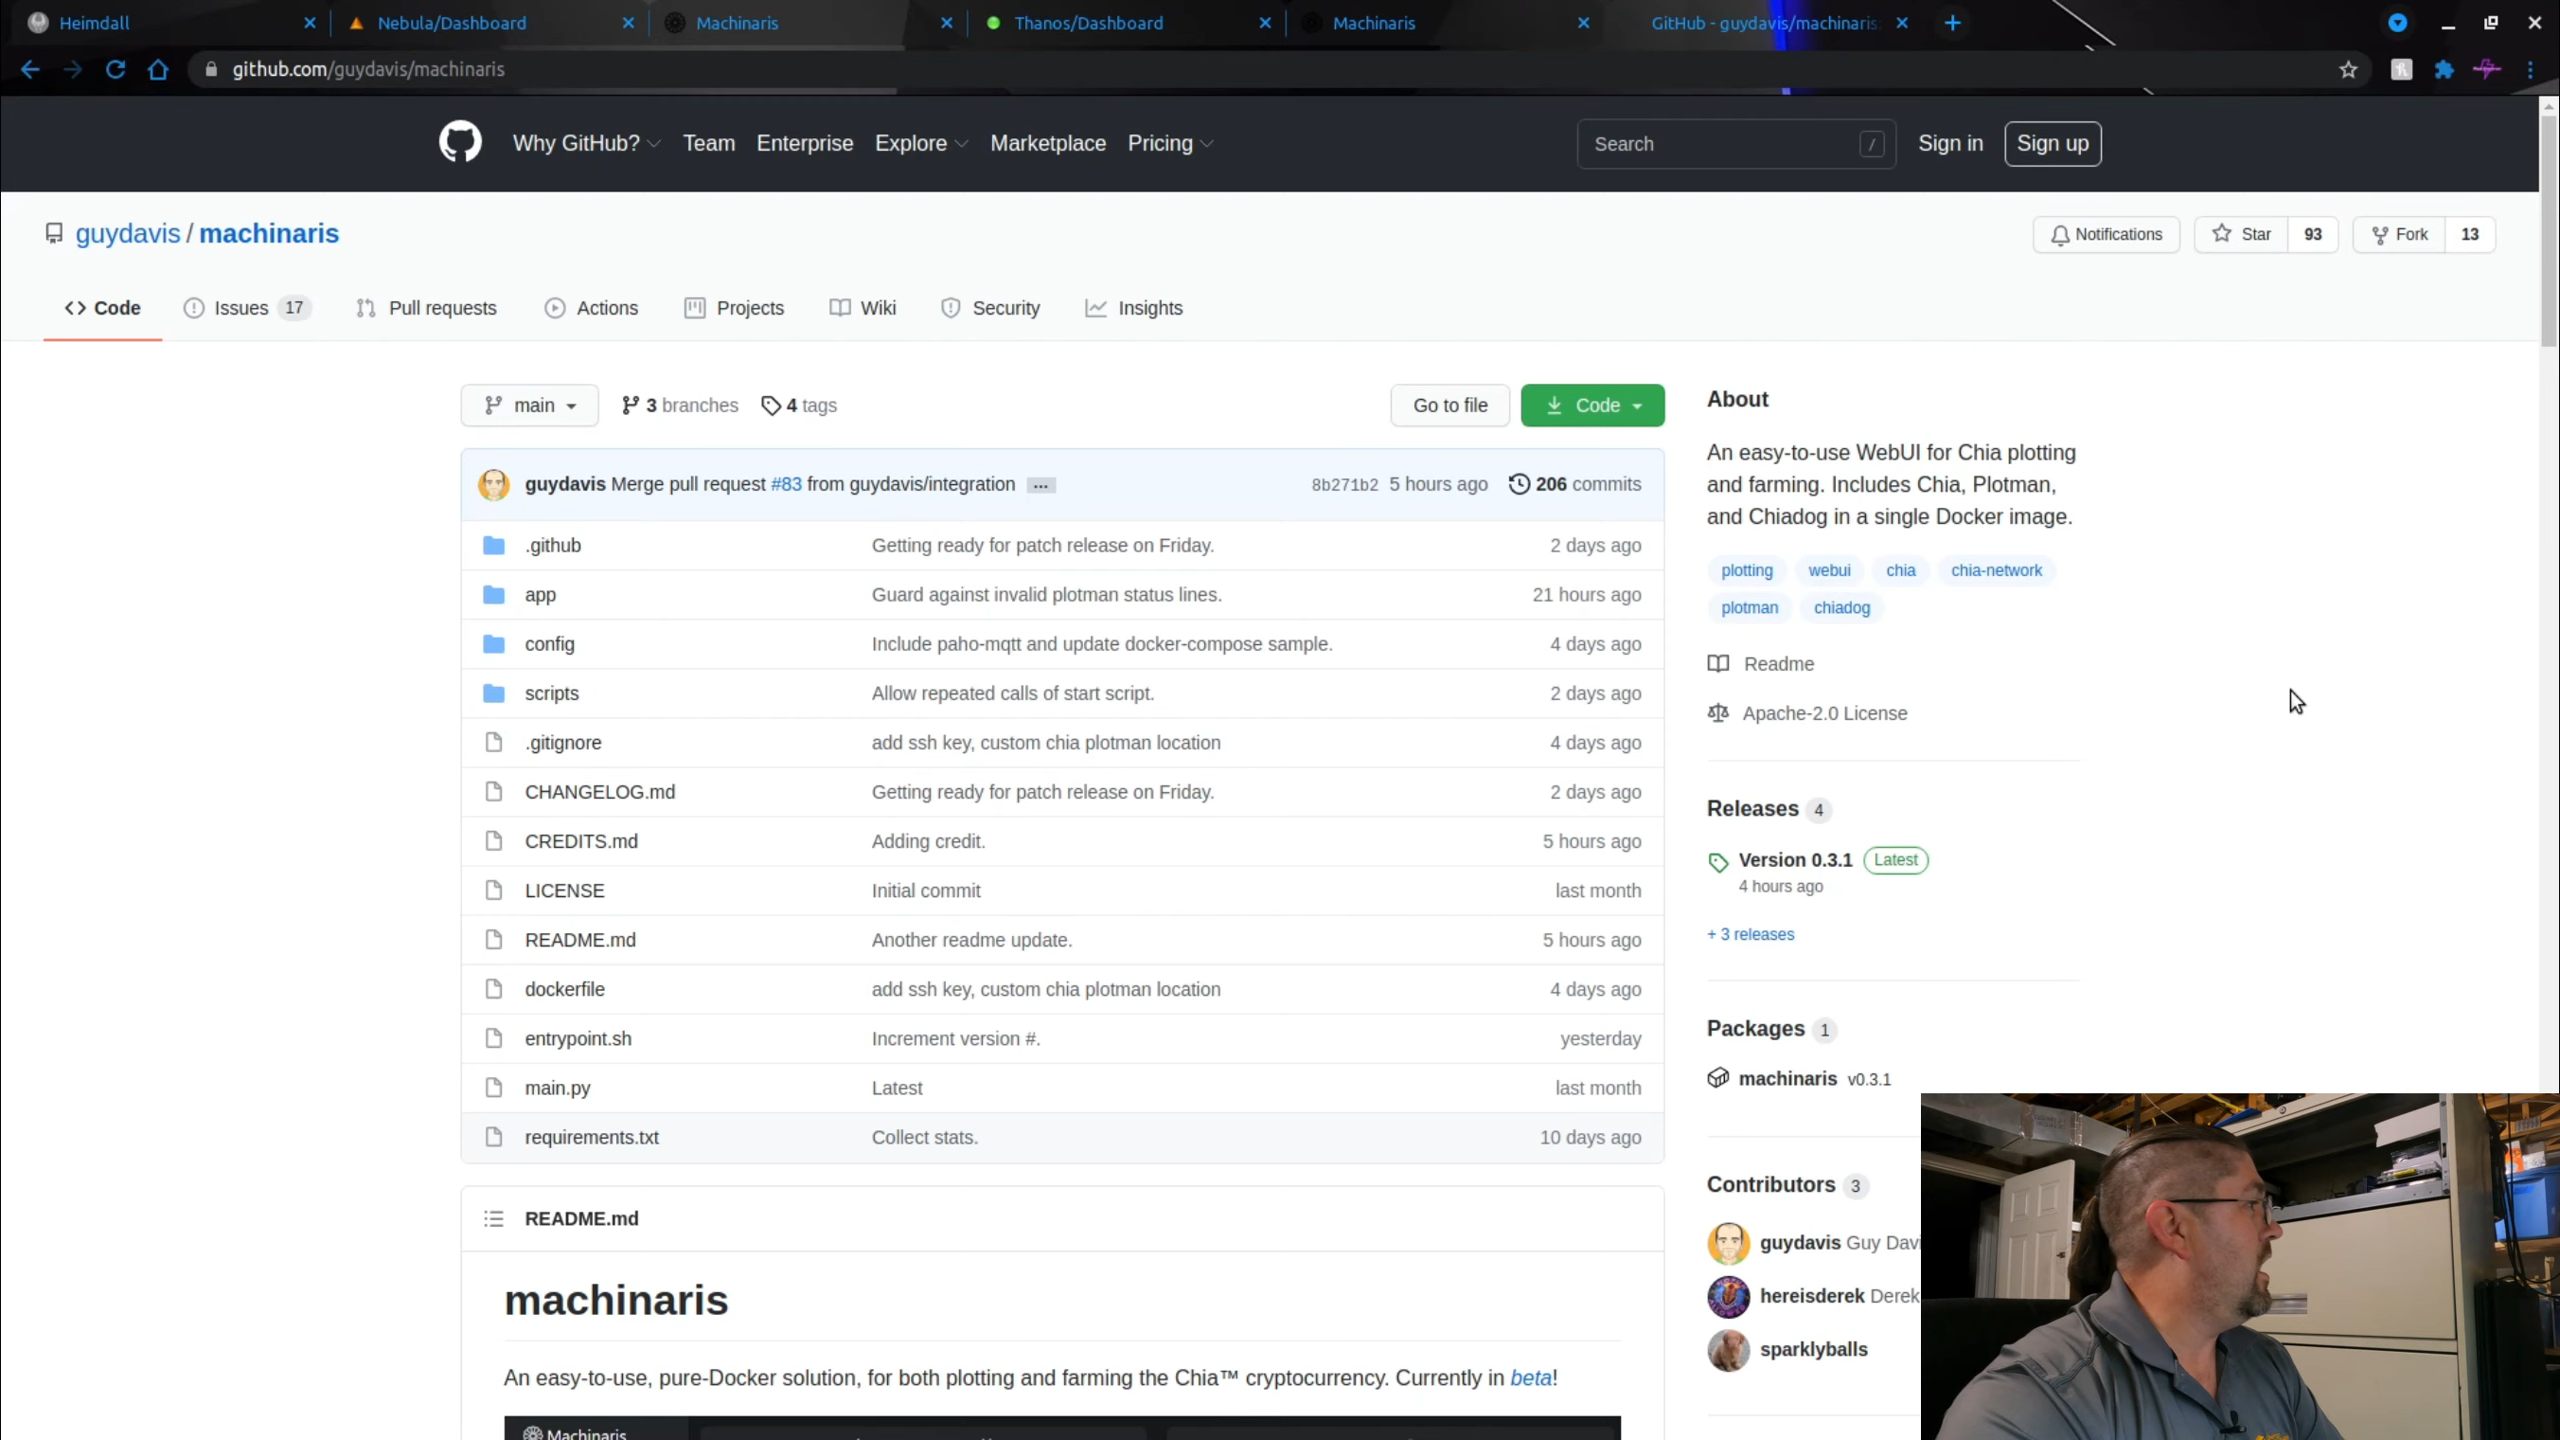 Heimdall
Nebula/Dashboard
Machinaris
Thanos/Dashboard
Machinaris
GitHub - guydavis/machinaris:
github.com/guydavis/machinaris
Why GitHub?
Team
Enterprise
Explore
Marketplace
Pricing
Search
/
Sign in
Sign up
guydavis / machinaris
Notifications
Star 93
Fork 13
Code
Issues 17
Pull requests
Actions
Projects
Wiki
Security
Insights
main
3 branches
4 tags
Go to file
Code
guydavis Merge pull request #83 from guydavis/integration ... 8b271b2 5 hours ago 206 commits
.github Getting ready for patch release on Friday. 2 days ago
app Guard against invalid plotman status lines. 21 hours ago
config Include paho-mqtt and update docker-compose sample. 4 days ago
scripts Allow repeated calls of start script. 2 days ago
.gitignore add ssh key, custom chia plotman location 4 days ago
CHANGELOG.md Getting ready for patch release on Friday. 2 days ago
CREDITS.md Adding credit. 5 hours ago
LICENSE Initial commit last month
README.md Another readme update. 5 hours ago
dockerfile add ssh key, custom chia plotman location 4 days ago
entrypoint.sh Increment version #. yesterday
main.py Latest last month
requirements.txt Collect stats. 10 days ago
README.md
machinaris
An easy-to-use, pure-Docker solution, for both plotting and farming the Chia™ cryptocurrency. Currently in beta!
Machinaris
About
An easy-to-use WebUI for Chia plotting
and farming. Includes Chia, Plotman,
and Chiadog in a single Docker image.
plotting webui chia chia-network
plotman chiadog
Readme
Apache-2.0 License
Releases 4
Version 0.3.1 Latest
4 hours ago
+ 3 releases
Packages 1
machinaris v0.3.1
Contributors 3
guydavis Guy Davi
hereisderek Derek
sparklyballs